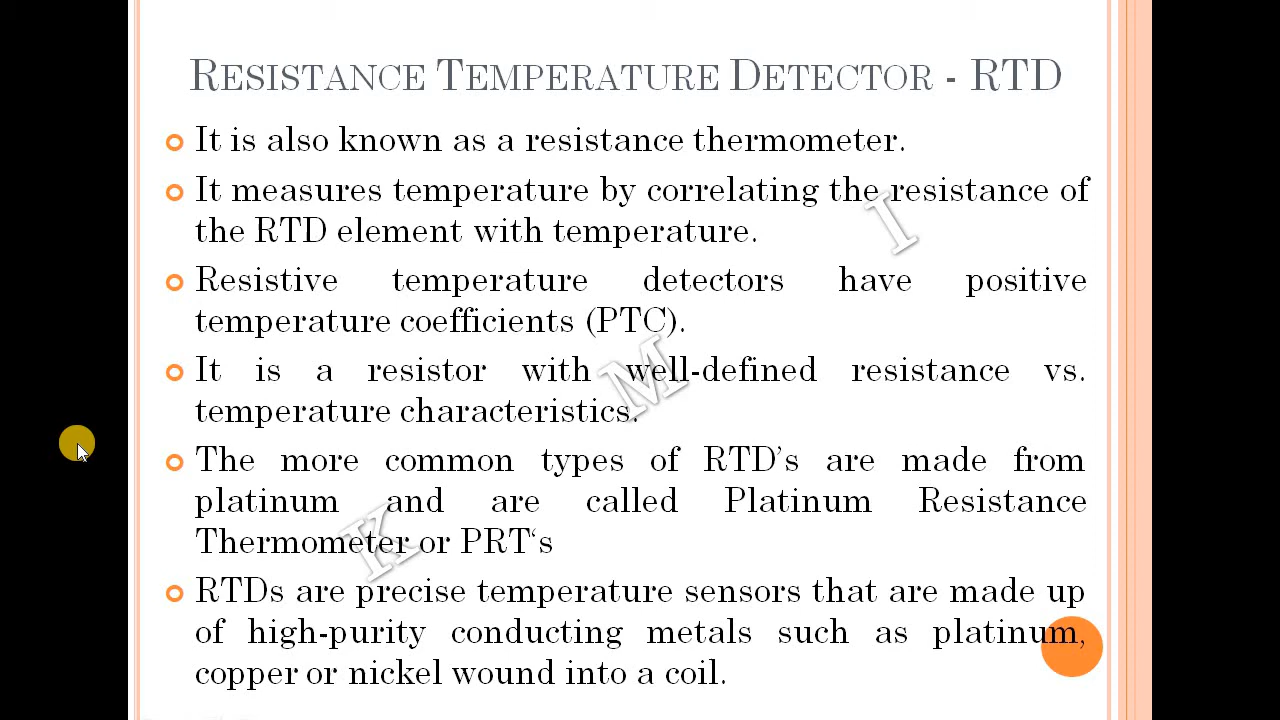 RESISTANCE TEMPERATURE DETECTOR - RTD
It is also known as a resistance thermometer.
It measures temperature by correlating the resistance of
the RTD element with temperature.
Resistive temperature detectors have positive
temperature coefficients (PTC).
It is a resistor with well-defined resistance vs.
temperature characteristics.
The more common types of RTD’s are made from
platinum and are called Platinum Resistance
Thermometer or PRT‘s
RTDs are precise temperature sensors that are made up
of high-purity conducting metals such as platinum,
copper or nickel wound into a coil.
K M I